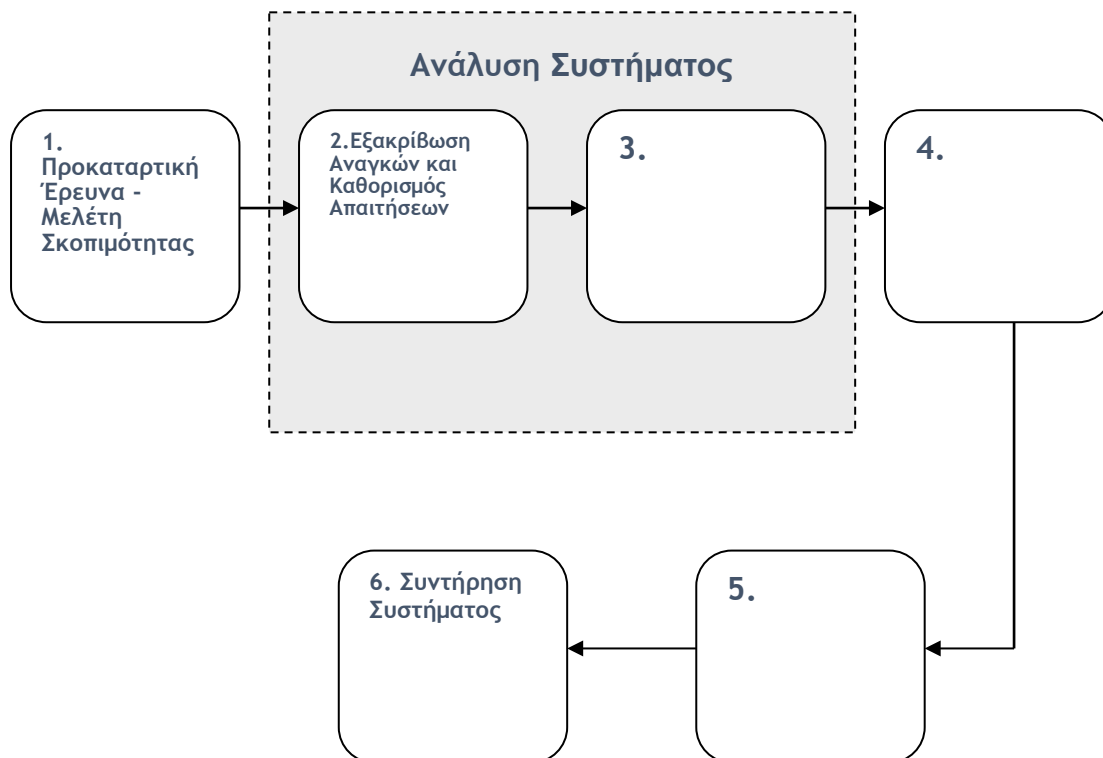 Ανάλυση Συστήματος
1.
Προκαταρτική
Έρευνα -
Μελέτη
Σκοπιμότητας
2.Εξακρίβωση
Αναγκών και
Καθορισμός
Απαιτήσεων
3.
4.
5.
6. Συντήρηση
Συστήματος